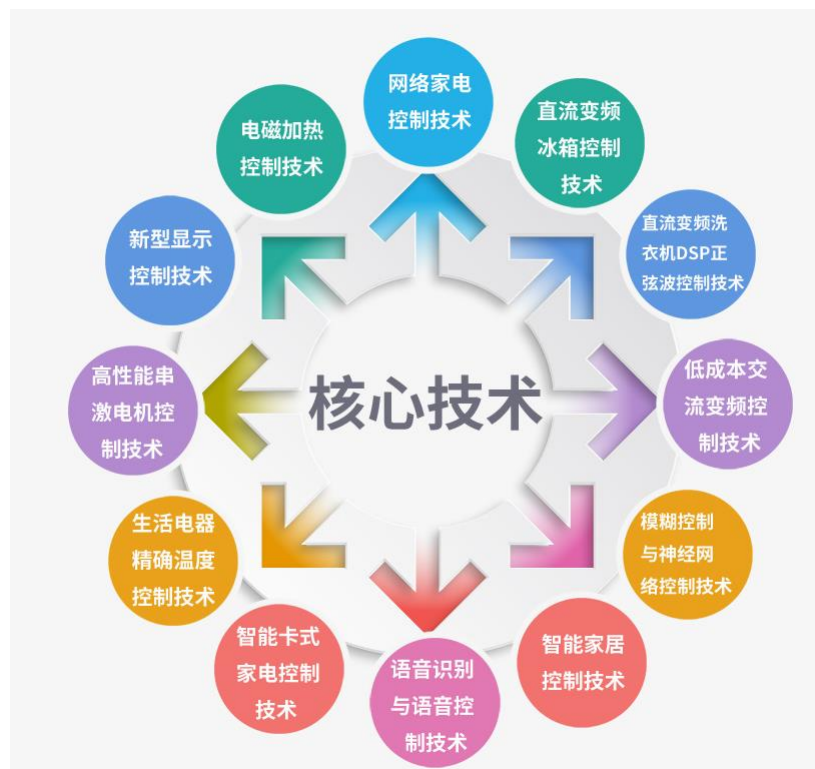 网络家电
控制技术
直流变频
冰箱控制
技术
直流变频洗
衣机DSP正
弦波控制技术
低成本交
流变频控
制技术
模糊控制
与神经网
络控制技术
智能家居
控制技术
语音识别
与语音控
制技术
智能卡式
家电控制
技术
生活电器
精确温度
控制技术
高性能串
激电机控
制技术
新型显示
控制技术
电磁加热
控制技术
核心技术